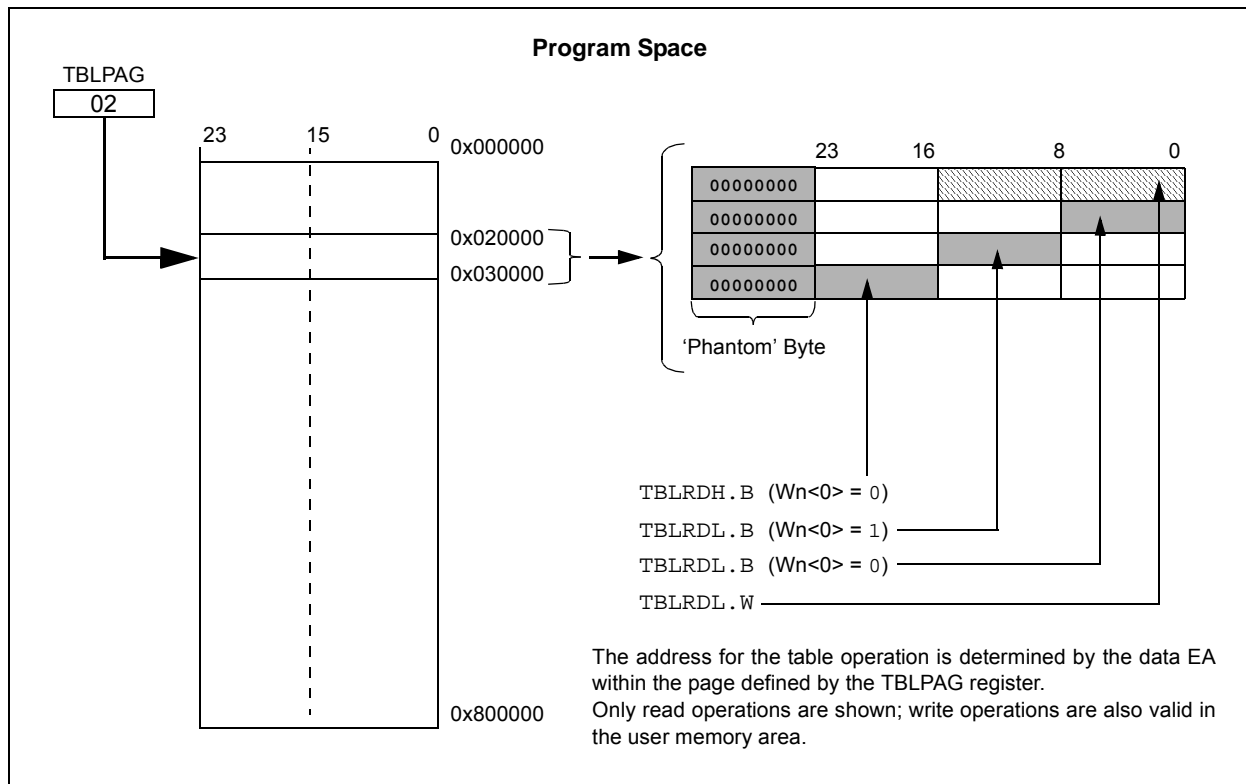 Program Space
TBLPAG
02
23 15 0
0x000000
0x020000
0x030000
0x800000
23 16 8 0
00000000
00000000
00000000
00000000
‘Phantom’ Byte
TBLRDH.B (Wn<0> = 0)
TBLRDL.B (Wn<0> = 1)
TBLRDL.B (Wn<0> = 0)
TBLRDL.W
The address for the table operation is determined by the data EA
within the page defined by the TBLPAG register.
Only read operations are shown; write operations are also valid in
the user memory area.